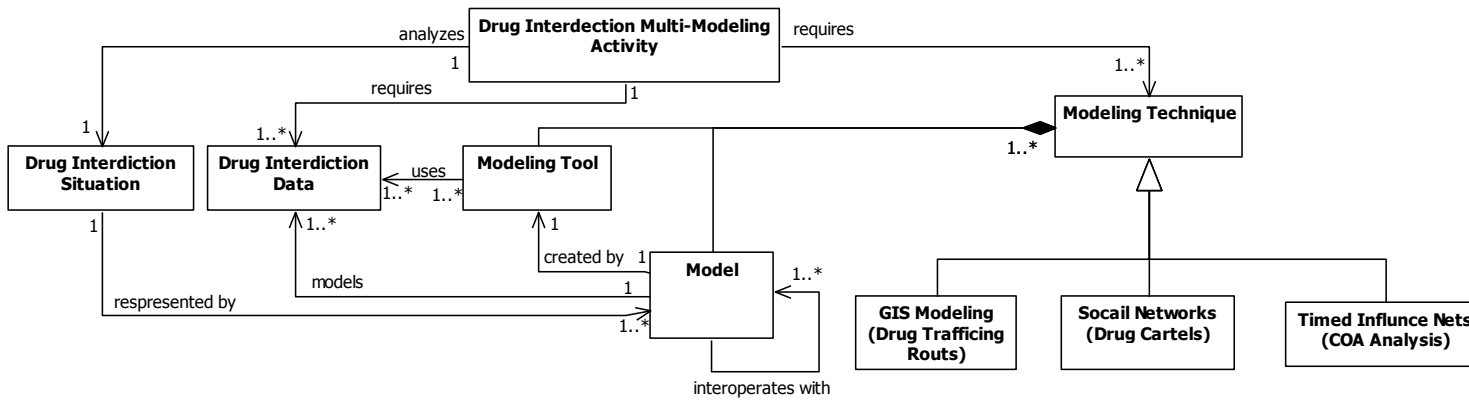 Drug Interdection Multi-Modeling
Activity
analyzes
1
requires
1..*
requires
1
1
1..*
Modeling Technique
1..*
Drug Interdiction
Situation
Drug Interdiction
Data
Modeling Tool
uses
1..*
1..*
1
1..*
1
created by
1
Model
1..*
models
1
respresented by
1..*
interoperates with
GIS Modeling
(Drug Trafficing
Routs)
Socail Networks
(Drug Cartels)
Timed Influnce Nets
(COA Analysis)